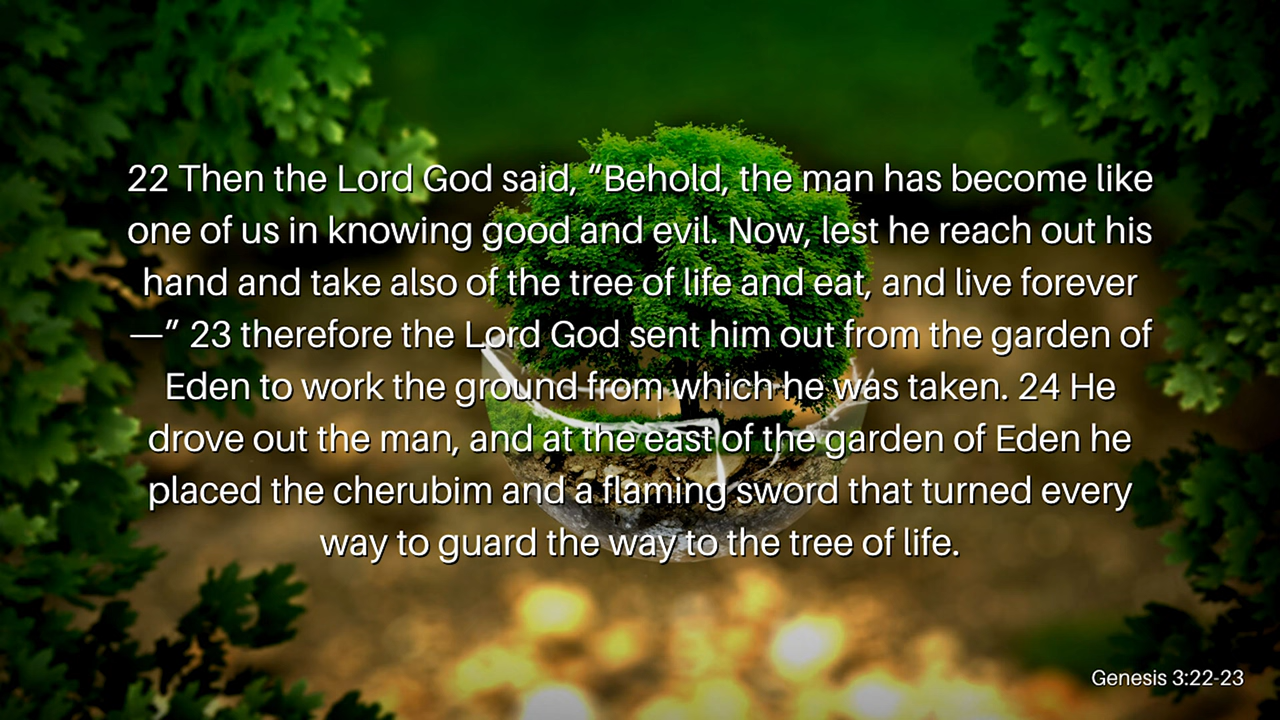 22 Then the Lord God said, “Behold, the man has become like
one of us in knowing good and evil. Now, lest he reach out his
hand and take also of the tree of life and eat, and live forever
—” 23 therefore the Lord God sent him out from the garden of
Eden to work the ground from which he was taken. 24 He
drove out the man, and at the east of the garden of Eden he
placed the cherubim and a flaming sword that turned every
way to guard the way to the tree of life.
Genesis 3:22-23